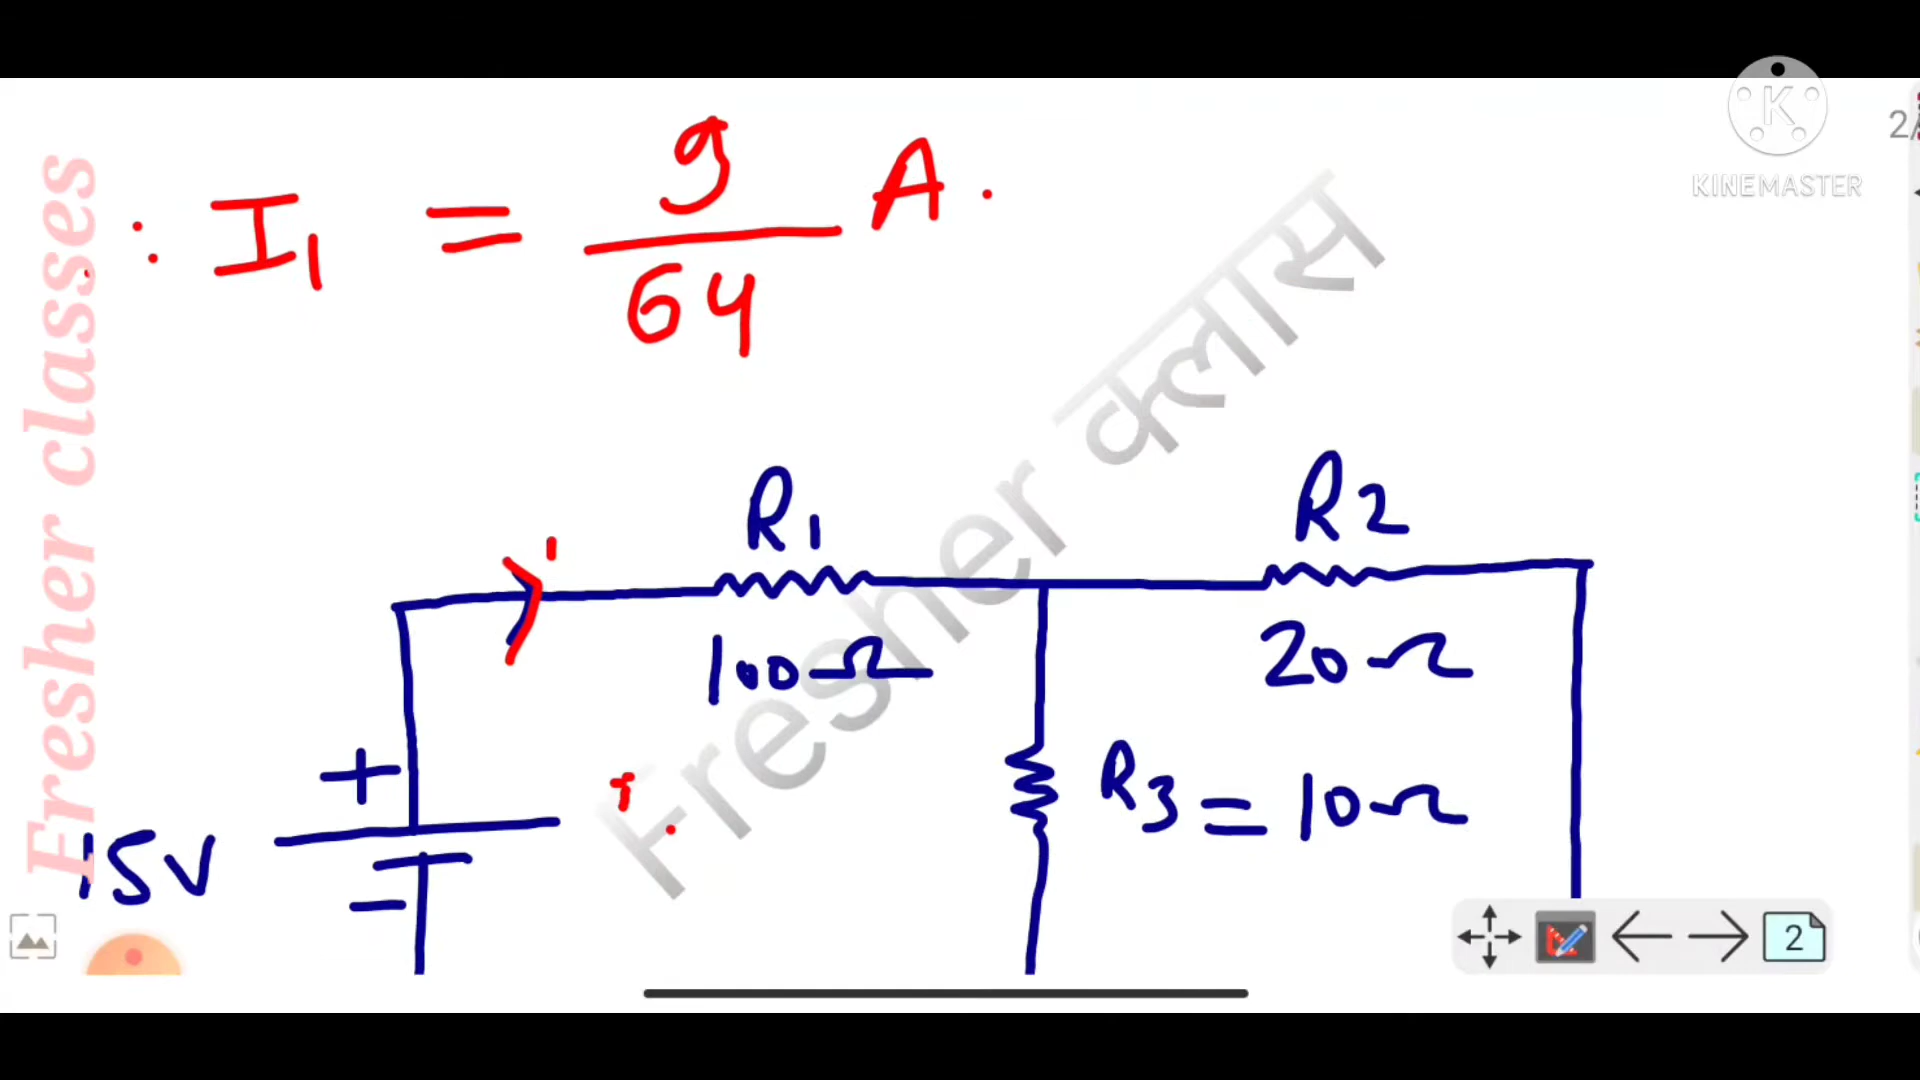 KINEMASTER
2/
∴ I1 = 9/64 A.
Fresher classes
Fresher क्लास
R1
R2
100Ω
20Ω
+
R3 = 10Ω
15V
-
2